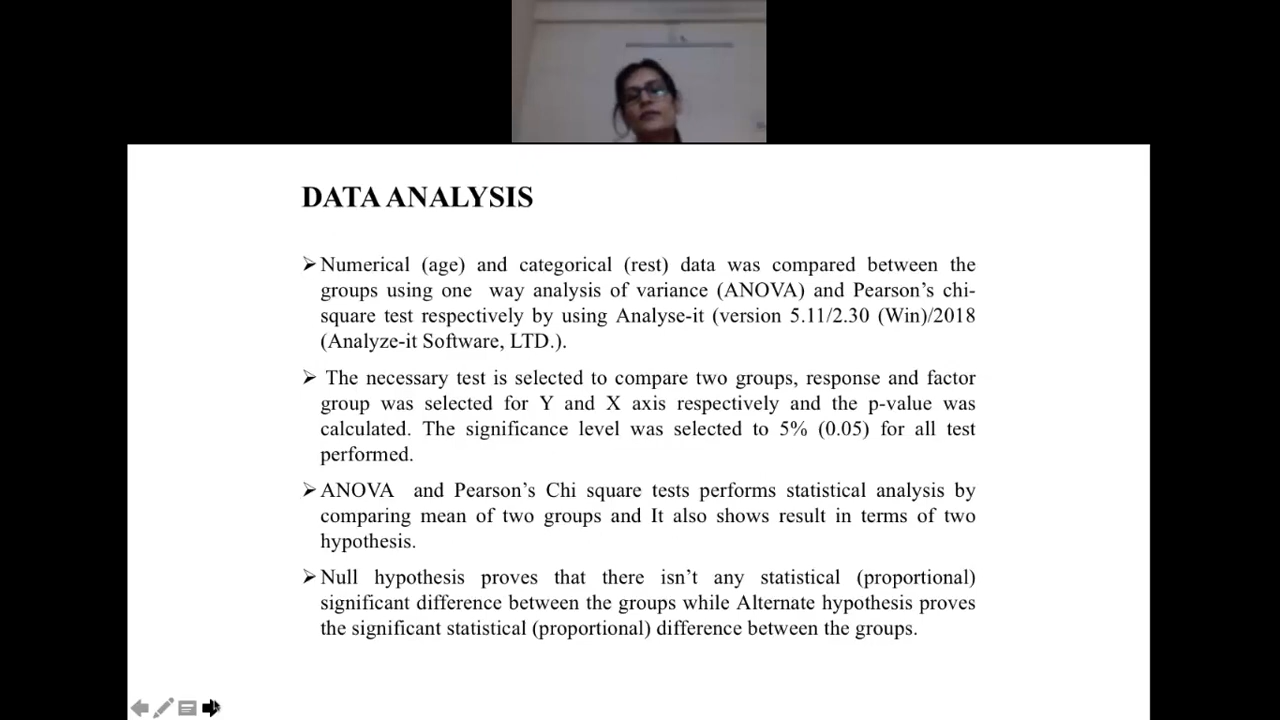 DATA ANALYSIS
➢Numerical (age) and categorical (rest) data was compared between the
groups using one way analysis of variance (ANOVA) and Pearson’s chi-
square test respectively by using Analyse-it (version 5.11/2.30 (Win)/2018
(Analyze-it Software, LTD.).
➢ The necessary test is selected to compare two groups, response and factor
group was selected for Y and X axis respectively and the p-value was
calculated. The significance level was selected to 5% (0.05) for all test
performed.
➢ANOVA and Pearson’s Chi square tests performs statistical analysis by
comparing mean of two groups and It also shows result in terms of two
hypothesis.
➢Null hypothesis proves that there isn’t any statistical (proportional)
significant difference between the groups while Alternate hypothesis proves
the significant statistical (proportional) difference between the groups.